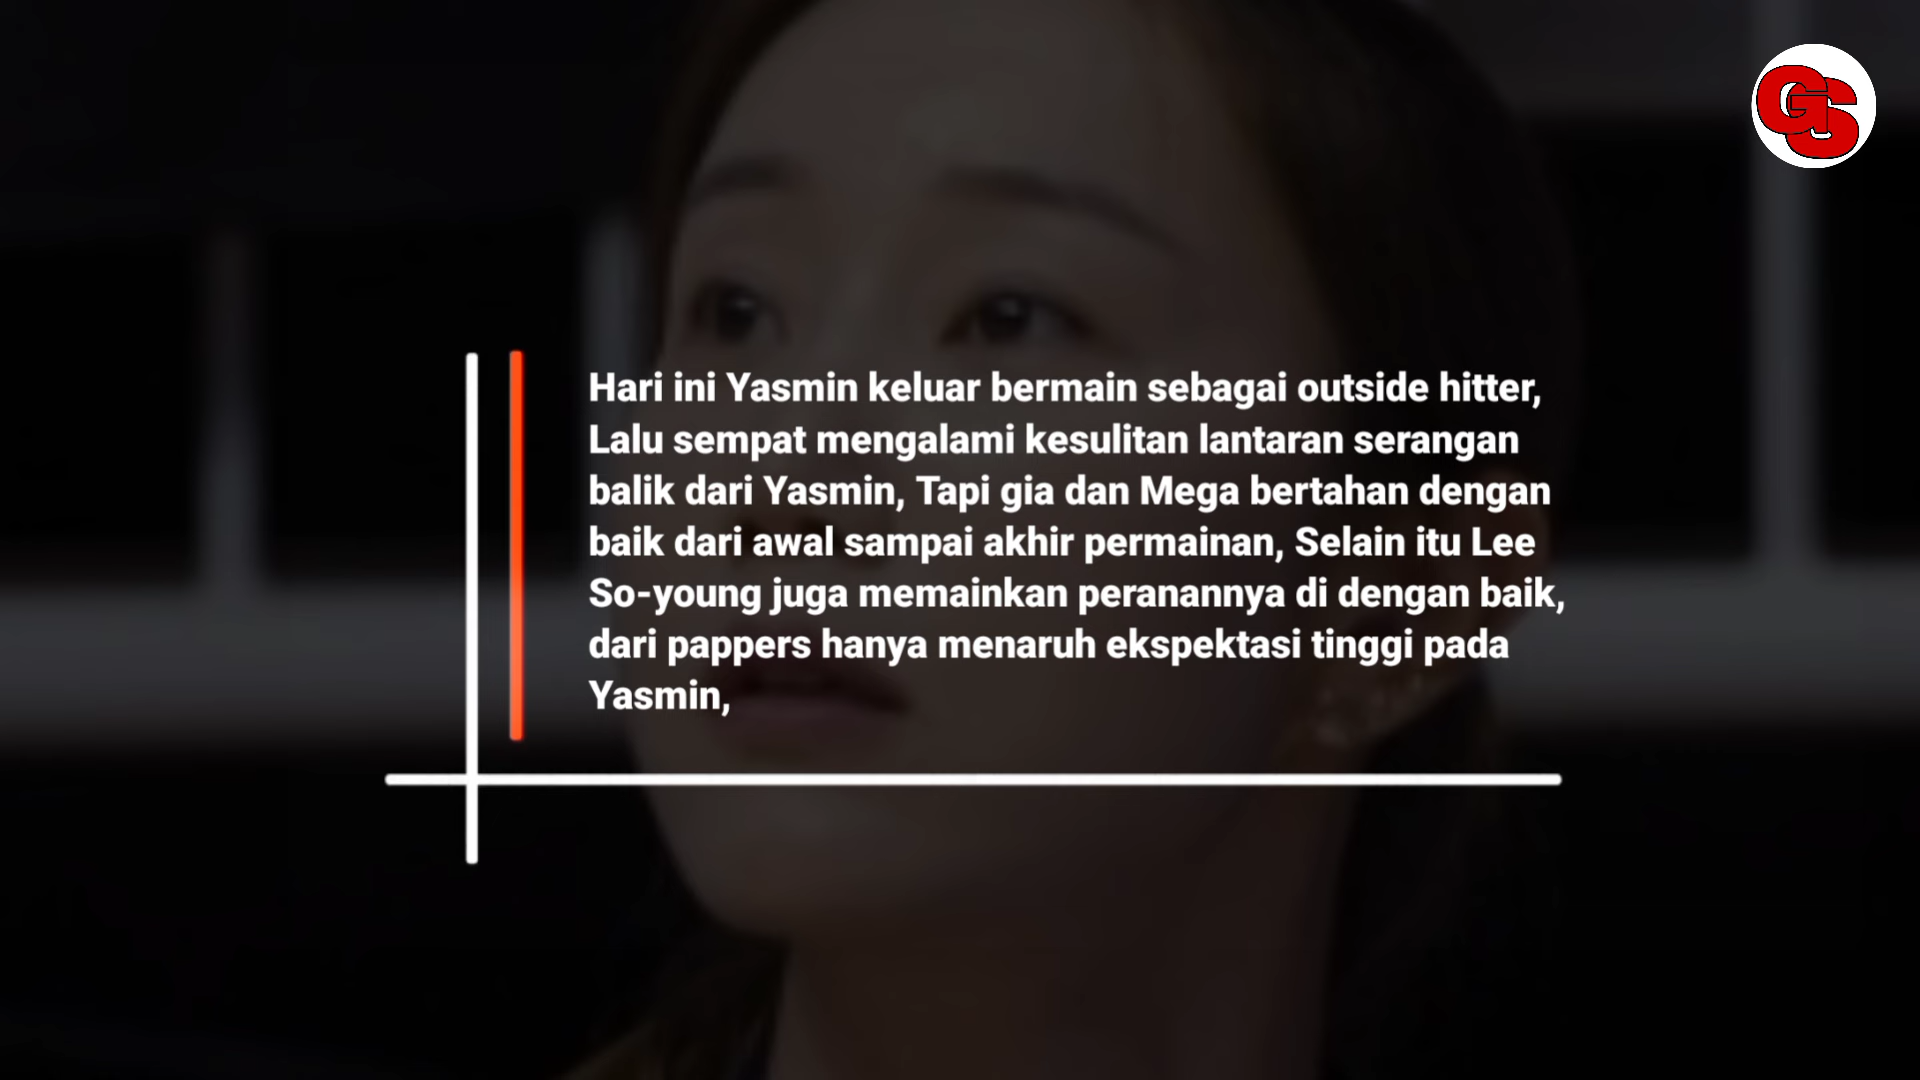 GS
Hari ini Yasmin keluar bermain sebagai outside hitter,
Lalu sempat mengalami kesulitan lantaran serangan
balik dari Yasmin, Tapi gia dan Mega bertahan dengan
baik dari awal sampai akhir permainan, Selain itu Lee
So-young juga memainkan peranannya di dengan baik,
dari pappers hanya menaruh ekspektasi tinggi pada
Yasmin,